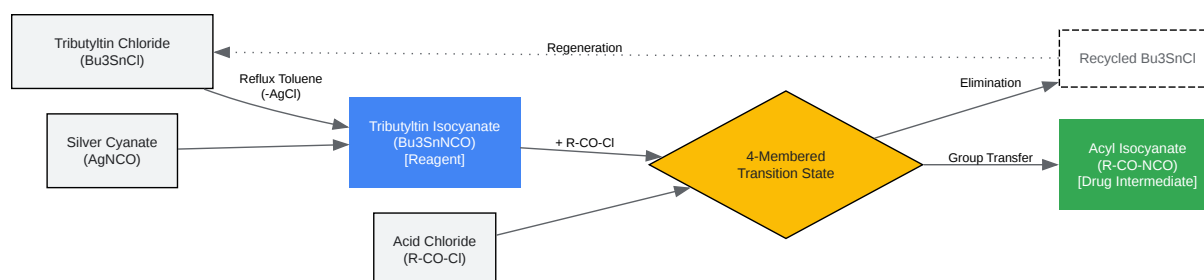 Tributyltin Chloride
(Bu3SnCl)
Regeneration
Recycled Bu3SnCl
Reflux Toluene
(-AgCl)
Elimination
Silver Cyanate
(AgNCO)
Tributyltin Isocyanate
(Bu3SnNCO)
[Reagent]
+ R-CO-Cl
4-Membered
Transition State
Group Transfer
Acyl Isocyanate
(R-CO-NCO)
[Drug Intermediate]
Acid Chloride
(R-CO-Cl)